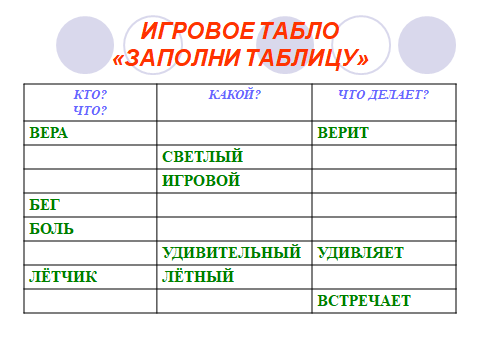 ИГРОВОЕ ТАБЛО
«ЗАПОЛНИ ТАБЛИЦУ»
КТО? КАКОЙ? ЧТО ДЕЛАЕТ?
ЧТО?
ВЕРА ВЕРИТ
СВЕТЛЫЙ
ИГРОВОЙ
БЕГ
БОЛЬ
УДИВИТЕЛЬНЫЙ УДИВЛЯЕТ
ЛЁТЧИК ЛЁТНЫЙ
ВСТРЕЧАЕТ